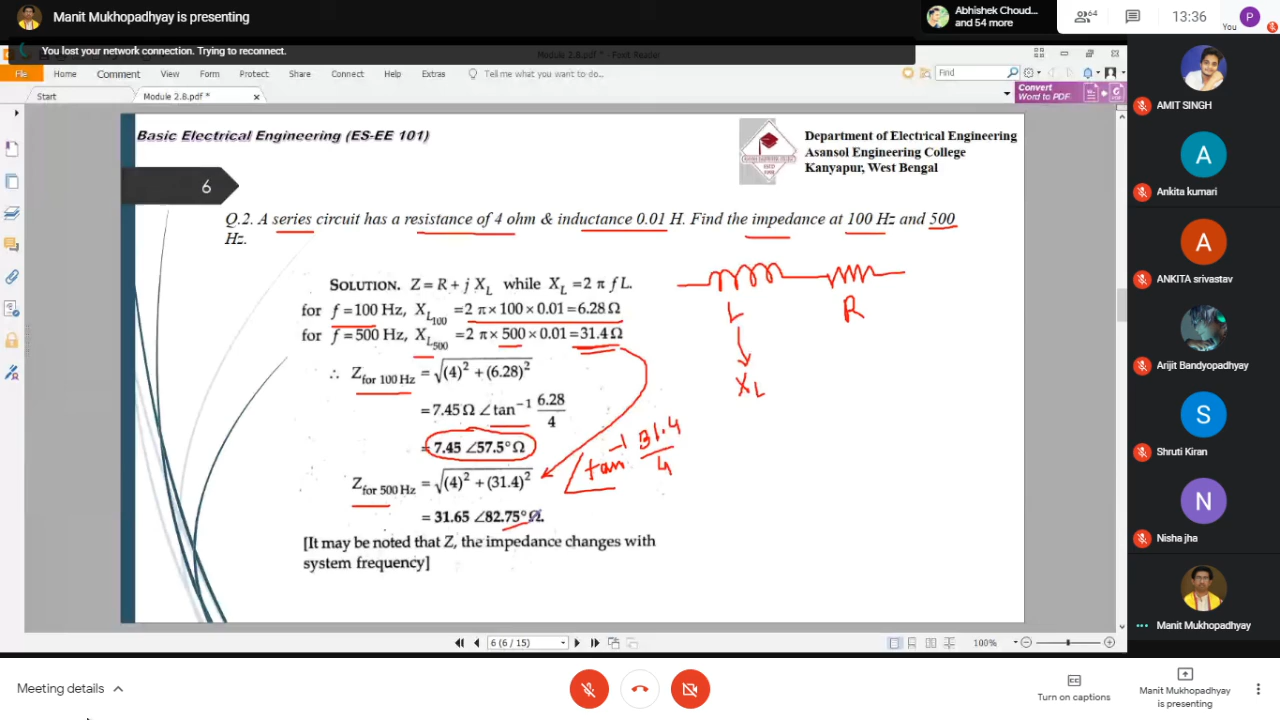 Manit Mukhopadhyay is presenting
Abhishek Choud...
and 54 more
64
13:36
You
P
You lost your network connection. Trying to reconnect.
Module 2.8.pdf * - Foxit Reader
File Home Comment View Form Protect Share Connect Help Extras Tell me what you want to do...
Find
Start
Module 2.8.pdf *
Convert
Word to PDF
Basic Electrical Engineering (ES-EE 101)
Department of Electrical Engineering
Asansol Engineering College
Kanyapur, West Bengal
6
Q.2. A series circuit has a resistance of 4 ohm & inductance 0.01 H. Find the impedance at 100 Hz and 500
Hz.
SOLUTION. Z = R + j X_L while X_L = 2 π f L.
for f = 100 Hz, X_L100 = 2 π × 100 × 0.01 = 6.28 Ω
for f = 500 Hz, X_L500 = 2 π × 500 × 0.01 = 31.4 Ω
∴ Z for 100 Hz = √(4)² + (6.28)²
= 7.45 Ω ∠tan⁻¹ 6.28/4
= 7.45 ∠57.5° Ω
Z for 500 Hz = √(4)² + (31.4)²
= 31.65 ∠82.75° Ω.
[It may be noted that Z, the impedance changes with
system frequency]
L
R
X_L
∠tan⁻¹ 31.4/4
AMIT SINGH
A
Ankita kumari
A
ANKITA srivastav
Arijit Bandyopadhyay
S
Shruti Kiran
N
Nisha jha
Manit Mukhopadhyay
6 (6 / 15)
100%
Meeting details
Turn on captions
Manit Mukhopadhyay
is presenting